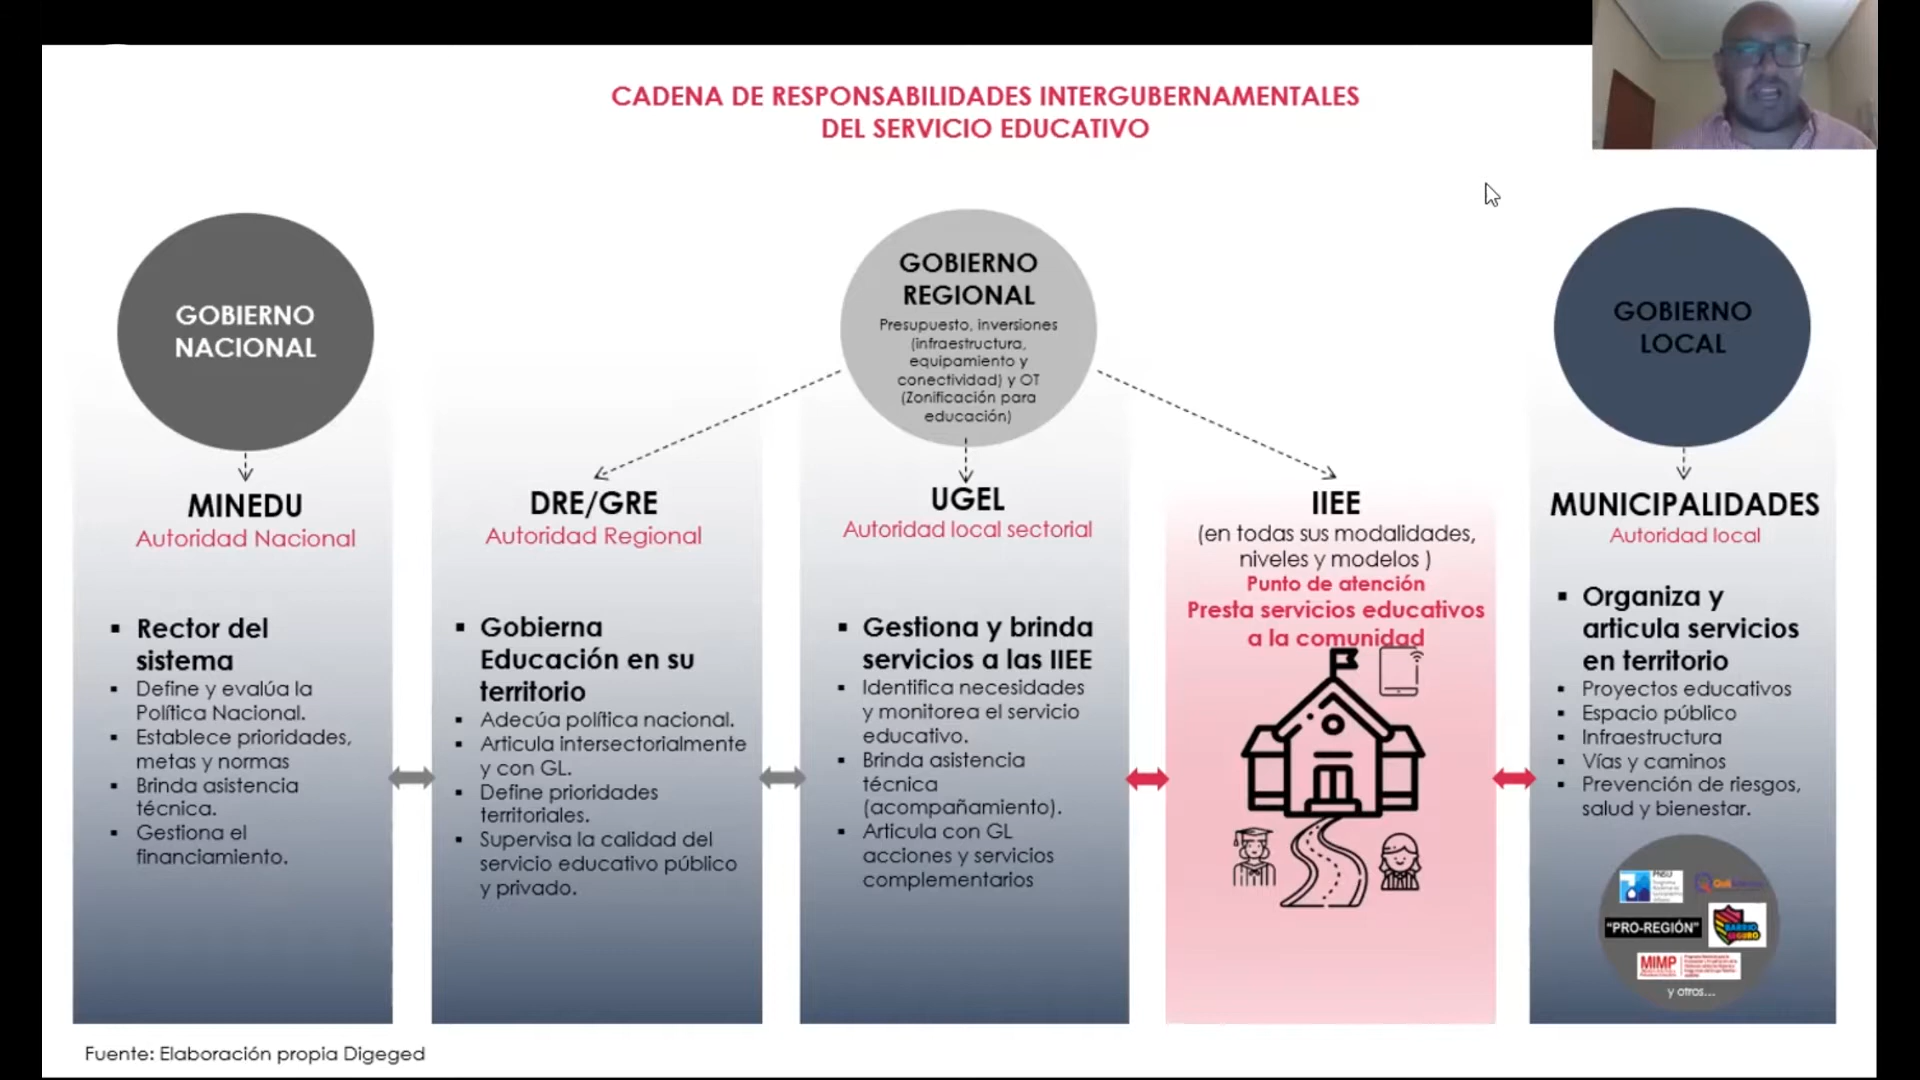 CADENA DE RESPONSABILIDADES INTERGUBERNAMENTALES
DEL SERVICIO EDUCATIVO
GOBIERNO
NACIONAL
MINEDU
Autoridad Nacional
▪ Rector del
sistema
▪ Define y evalúa la
Política Nacional.
▪ Establece prioridades,
metas y normas
▪ Brinda asistencia
técnica.
▪ Gestiona el
financiamiento.
GOBIERNO
REGIONAL
Presupuesto, inversiones
(infraestructura,
equipamiento y
conectividad) y OT
(Zonificación para
educación)
DRE/GRE
Autoridad Regional
▪ Gobierna
Educación en su
territorio
▪ Adecúa política nacional.
▪ Articula intersectorialmente
y con GL.
▪ Define prioridades
territoriales.
▪ Supervisa la calidad del
servicio educativo público
y privado.
UGEL
Autoridad local sectorial
▪ Gestiona y brinda
servicios a las IIEE
▪ Identifica necesidades
y monitorea el servicio
educativo.
▪ Brinda asistencia
técnica
(acompañamiento).
▪ Articula con GL
acciones y servicios
complementarios
IIEE
(en todas sus modalidades,
niveles y modelos )
Punto de atención
Presta servicios educativos
a la comunidad
GOBIERNO
LOCAL
MUNICIPALIDADES
Autoridad local
▪ Organiza y
articula servicios
en territorio
▪ Proyectos educativos
▪ Espacio público
▪ Infraestructura
▪ Vías y caminos
▪ Prevención de riesgos,
salud y bienestar.
PNSU
"PRO-REGIÓN"
BARRIO
SEGURO
MIMP
y otros...
Fuente: Elaboración propia Digeged